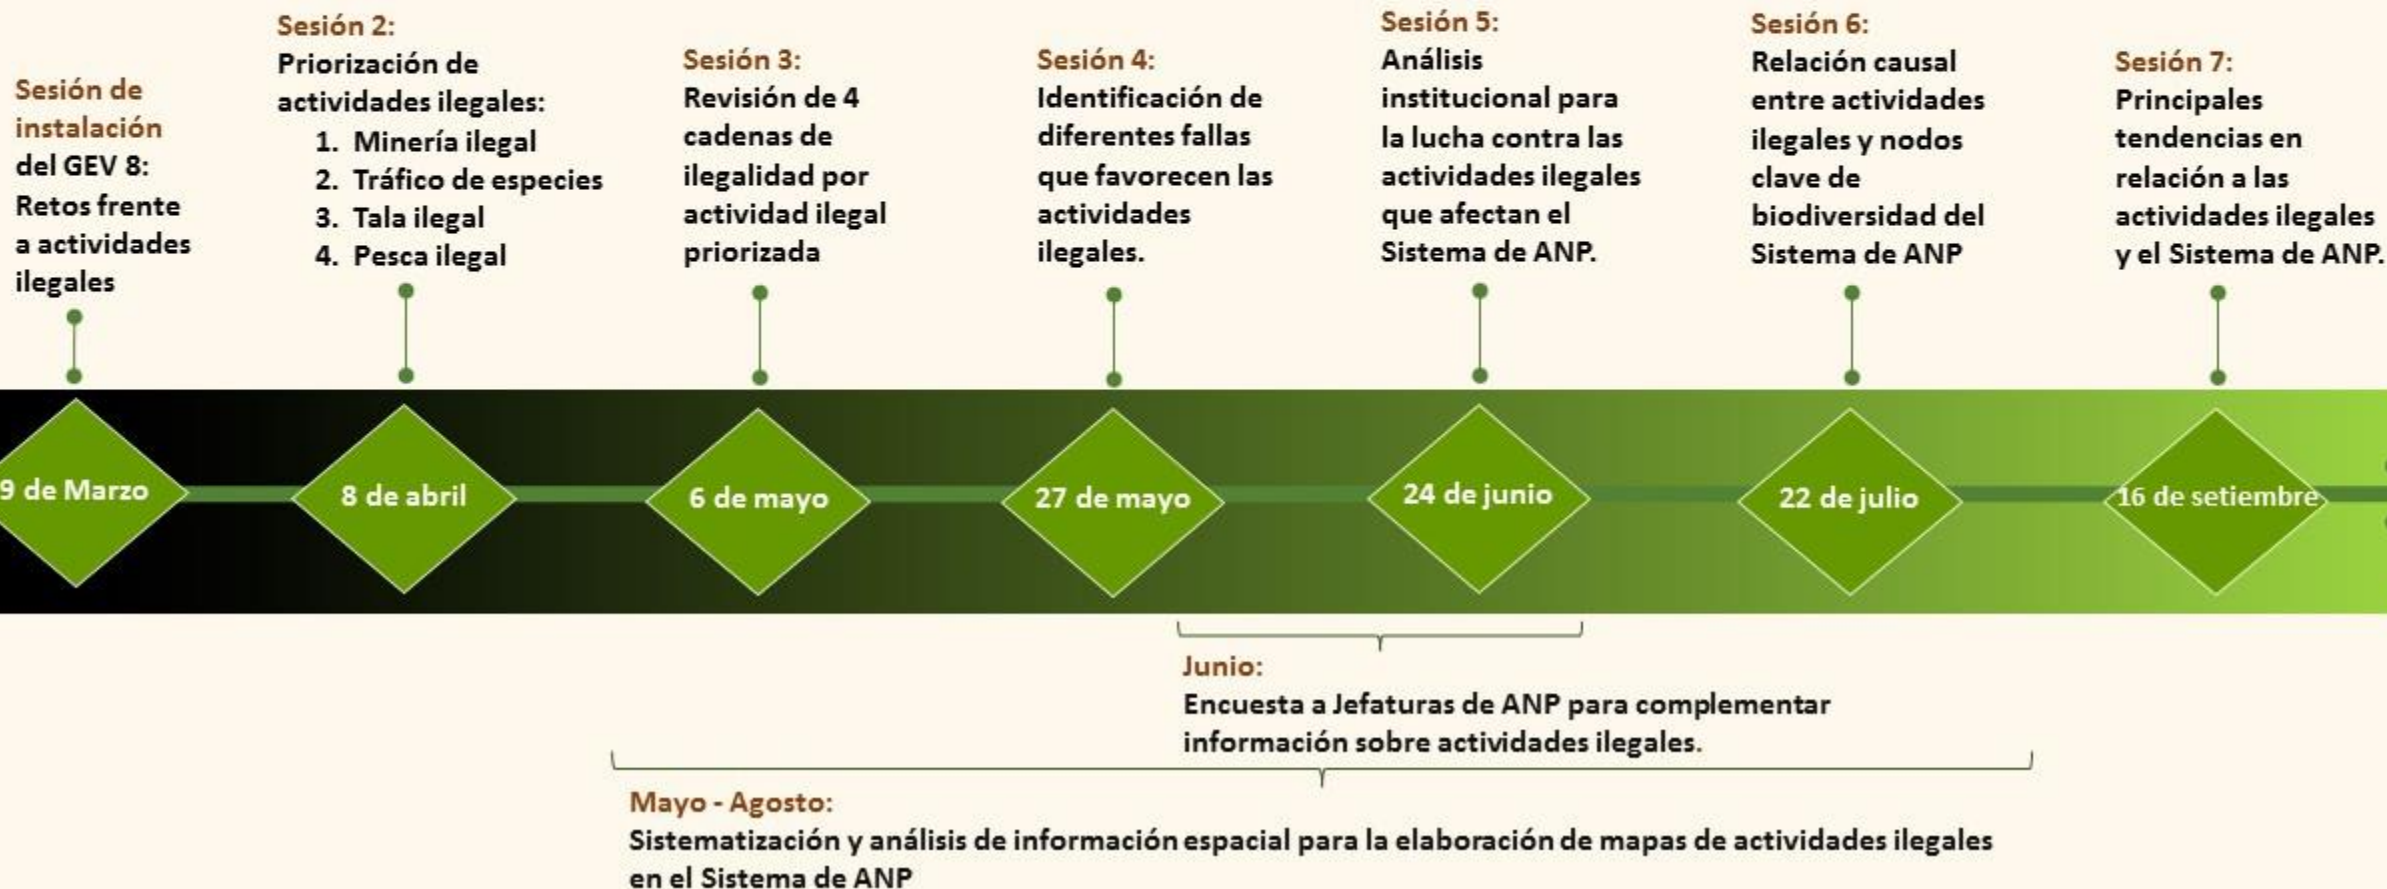 Sesión de
instalación
del GEV 8:
Retos frente
a actividades
ilegales
Sesión 2:
Priorización de
actividades ilegales:
1. Minería ilegal
2. Tráfico de especies
3. Tala ilegal
4. Pesca ilegal
Sesión 3:
Revisión de 4
cadenas de
ilegalidad por
actividad ilegal
priorizada
Sesión 4:
Identificación de
diferentes fallas
que favorecen las
actividades
ilegales.
Sesión 5:
Análisis
institucional para
la lucha contra las
actividades ilegales
que afectan el
Sistema de ANP.
Sesión 6:
Relación causal
entre actividades
ilegales y nodos
clave de
biodiversidad del
Sistema de ANP
Sesión 7:
Principales
tendencias en
relación a las
actividades ilegales
y el Sistema de ANP.
9 de Marzo
8 de abril
6 de mayo
27 de mayo
24 de junio
22 de julio
16 de setiembre
Junio:
Encuesta a Jefaturas de ANP para complementar
información sobre actividades ilegales.
Mayo - Agosto:
Sistematización y análisis de información espacial para la elaboración de mapas de actividades ilegales
en el Sistema de ANP